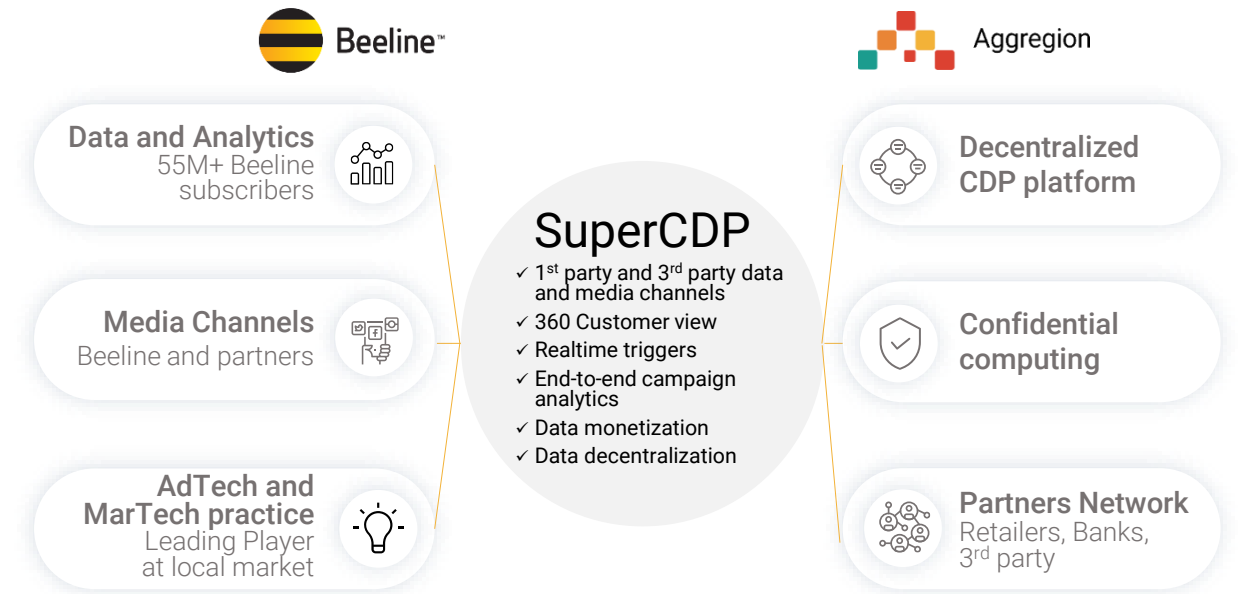 Beeline™
Aggregion
Data and Analytics
55M+ Beeline
subscribers
Media Channels
Beeline and partners
AdTech and
MarTech practice
Leading Player
at local market
SuperCDP
✓ 1st party and 3rd party data
and media channels
✓ 360 Customer view
✓ Realtime triggers
✓ End-to-end campaign
analytics
✓ Data monetization
✓ Data decentralization
Decentralized
CDP platform
Confidential
computing
Partners Network
Retailers, Banks,
3rd party